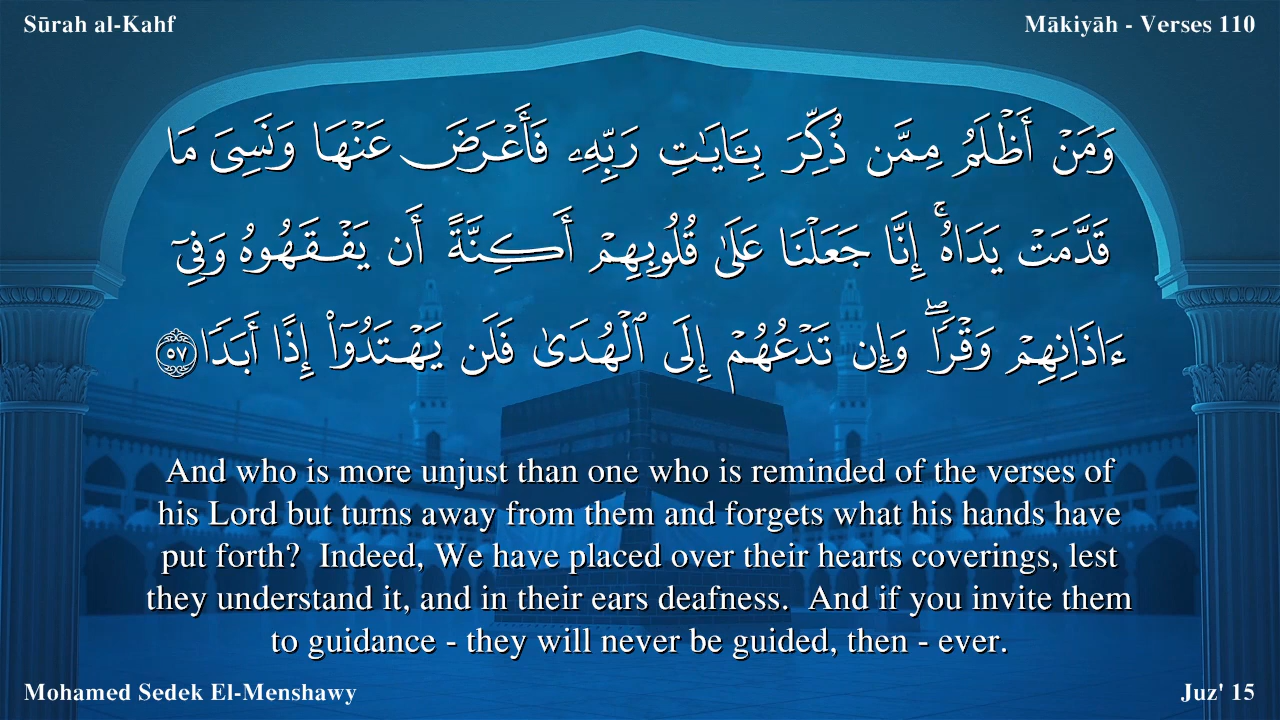 Sūrah al-Kahf
Mākiyāh - Verses 110
وَمَنْ أَظْلَمُ مِمَّن ذُكِّرَ بِـَٔايَـٰتِ رَبِّهِۦ فَأَعْرَضَ عَنْهَا وَنَسِىَ مَا
قَدَّمَتْ يَدَاهُ ۚ إِنَّا جَعَلْنَا عَلَىٰ قُلُوبِهِمْ أَكِنَّةً أَن يَفْقَهُوهُ وَفِىٓ
ءَاذَانِهِمْ وَقْرًا ۖ وَإِن تَدْعُهُمْ إِلَى ٱلْهُدَىٰ فَلَن يَهْتَدُوٓا۟ إِذًا أَبَدًا ٥٧
And who is more unjust than one who is reminded of the verses of
his Lord but turns away from them and forgets what his hands have
put forth?  Indeed, We have placed over their hearts coverings, lest
they understand it, and in their ears deafness.  And if you invite them
to guidance - they will never be guided, then - ever.
Mohamed Sedek El-Menshawy
Juz' 15